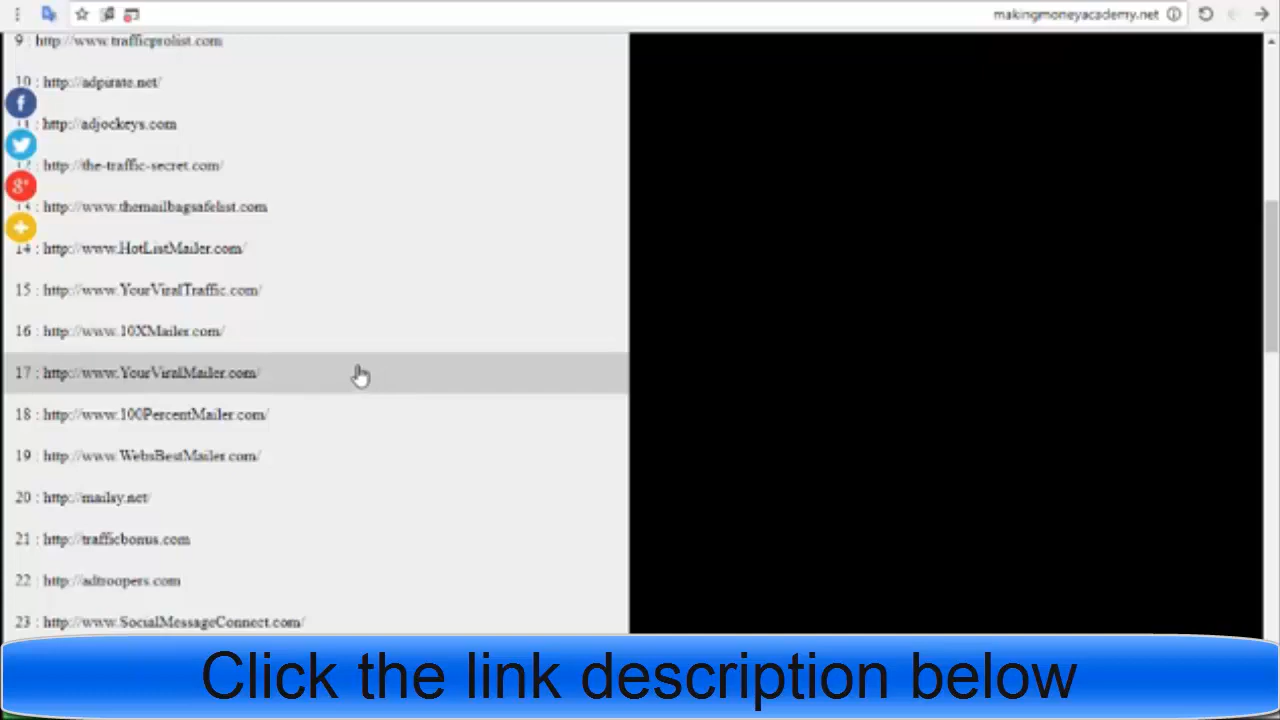 makingmoneyacademy.net
9 : http://www.trafficprolist.com
10 : http://adpirate.net/
11 : http://adjockeys.com
12 : http://the-traffic-secret.com/
13 : http://www.themailbagsafelist.com
14 : http://www.HotListMailer.com/
15 : http://www.YourViralTraffic.com/
16 : http://www.10XMailer.com/
17 : http://www.YourViralMailer.com/
18 : http://www.100PercentMailer.com/
19 : http://www.WebsBestMailer.com/
20 : http://mailsy.net/
21 : http://trafficbonus.com
22 : http://adtroopers.com
23 : http://www.SocialMessageConnect.com/
Click the link description below